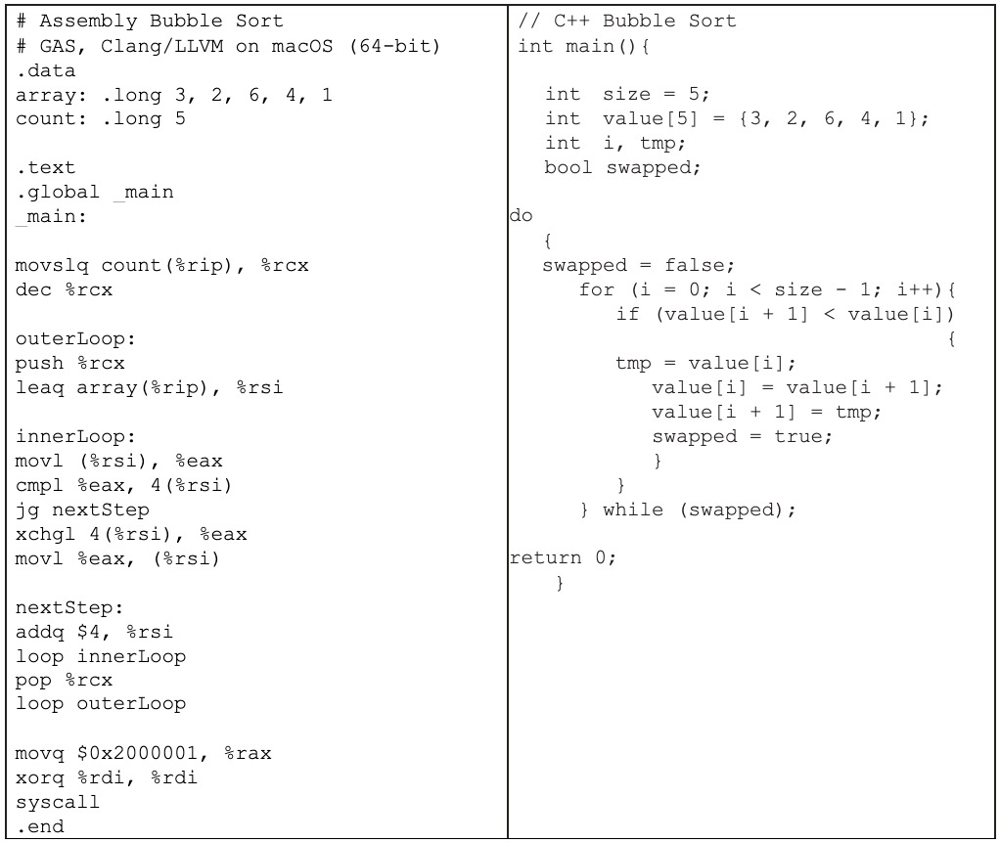 # Assembly Bubble Sort
# GAS, Clang/LLVM on macOS (64-bit)
.data
array: .long 3, 2, 6, 4, 1
count: .long 5

.text
.global _main
_main:

movslq count(%rip), %rcx
dec %rcx

outerLoop:
push %rcx
leaq array(%rip), %rsi

innerLoop:
movl (%rsi), %eax
cmpl %eax, 4(%rsi)
jg nextStep
xchgl 4(%rsi), %eax
movl %eax, (%rsi)

nextStep:
addq $4, %rsi
loop innerLoop
pop %rcx
loop outerLoop

movq $0x2000001, %rax
xorq %rdi, %rdi
syscall
.end

// C++ Bubble Sort
int main(){

   int  size = 5;
   int  value[5] = {3, 2, 6, 4, 1};
   int  i, tmp;
   bool swapped;

do
   {
   swapped = false;
      for (i = 0; i < size - 1; i++){
         if (value[i + 1] < value[i])
                                    {
         tmp = value[i];
            value[i] = value[i + 1];
            value[i + 1] = tmp;
            swapped = true;
            }
         }
      } while (swapped);

return 0;
    }